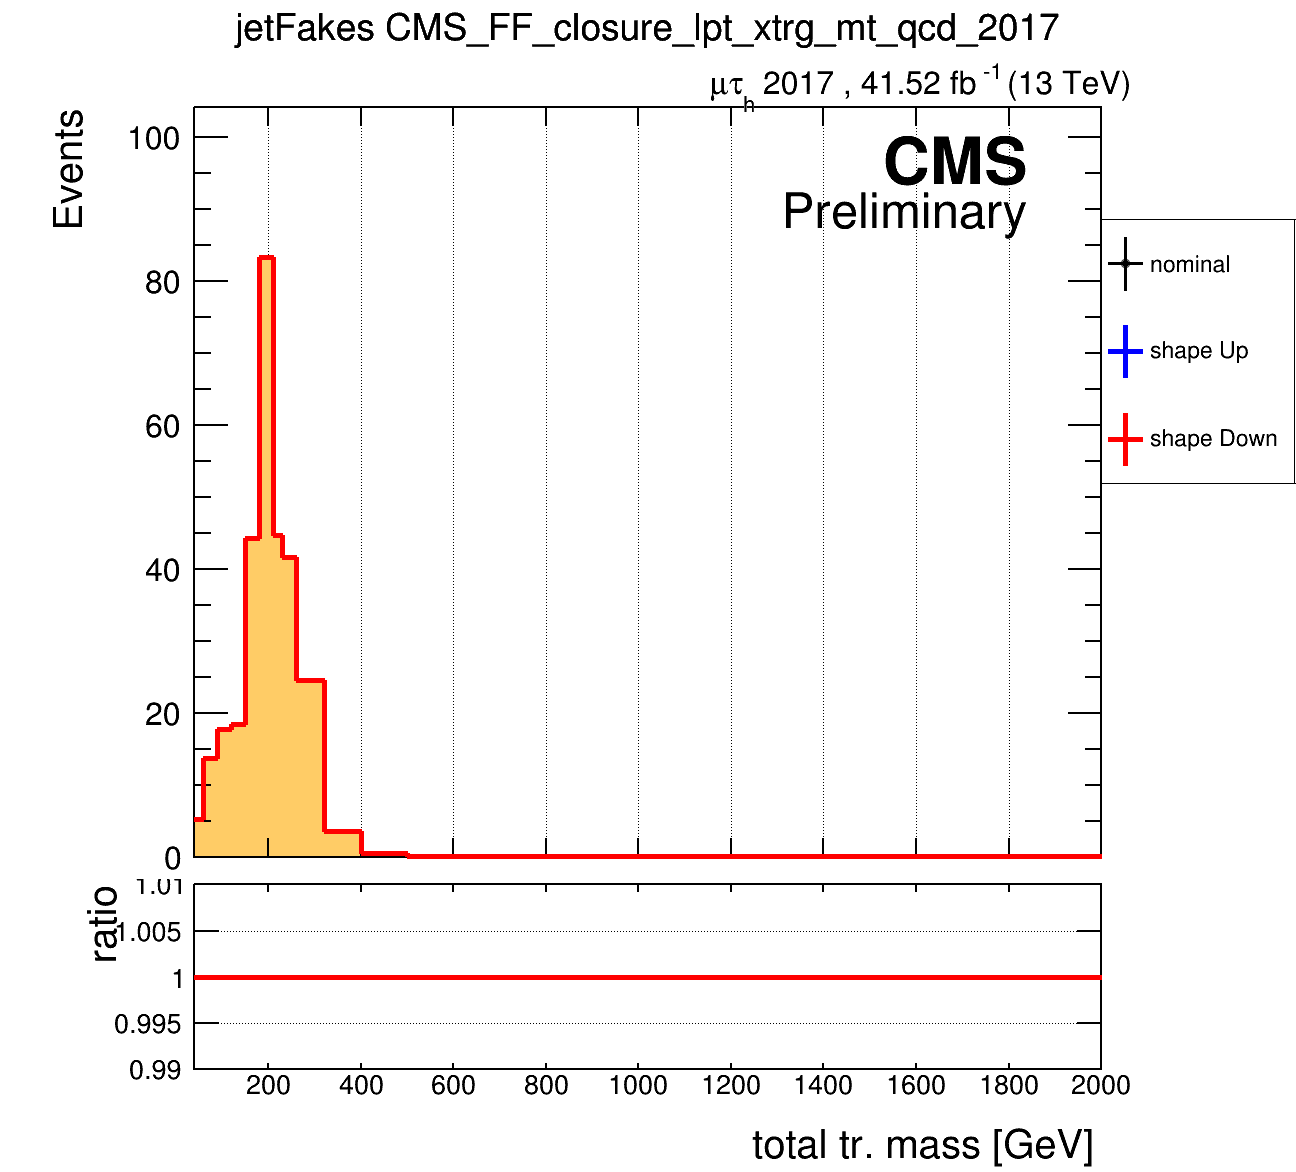 jetFakes CMS_FF_closure_lpt_xtrg_mt_qcd_2017
μτh 2017 , 41.52 fb -1 (13 TeV)
Events
100
80
60
40
20
0
CMS
Preliminary
nominal
shape Up
shape Down
ratio
1.01
1.005
1
0.995
0.99
200 400 600 800 1000 1200 1400 1600 1800 2000
total tr. mass [GeV]